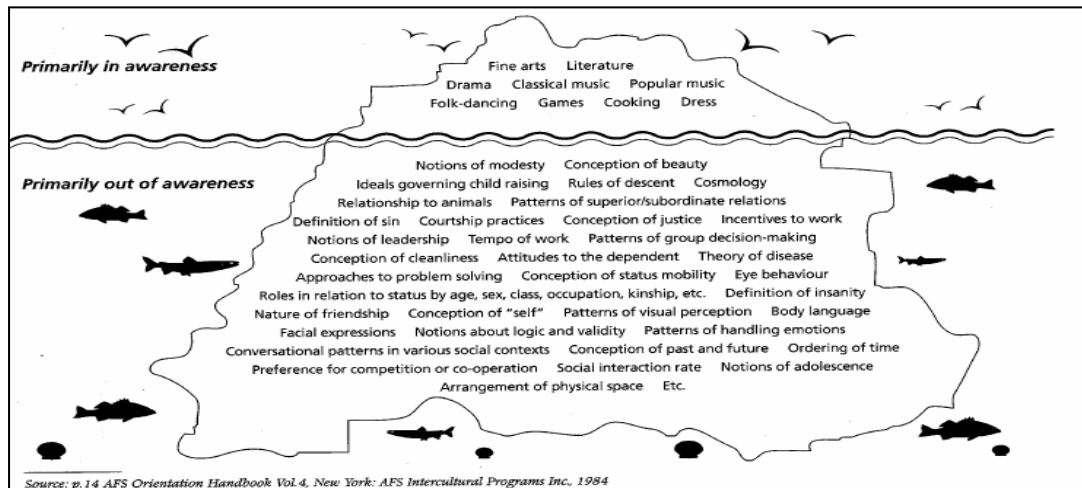 Primarily in awareness
Fine arts Literature
Drama Classical music Popular music
Folk-dancing Games Cooking Dress
Primarily out of awareness
Notions of modesty Conception of beauty
Ideals governing child raising Rules of descent Cosmology
Relationship to animals Patterns of superior/subordinate relations
Definition of sin Courtship practices Conception of justice Incentives to work
Notions of leadership Tempo of work Patterns of group decision-making
Conception of cleanliness Attitudes to the dependent Theory of disease
Approaches to problem solving Conception of status mobility Eye behaviour
Roles in relation to status by age, sex, class, occupation, kinship, etc. Definition of insanity
Nature of friendship Conception of "self" Patterns of visual perception Body language
Facial expressions Notions about logic and validity Patterns of handling emotions
Conversational patterns in various social contexts Conception of past and future Ordering of time
Preference for competition or co-operation Social interaction rate Notions of adolescence
Arrangement of physical space Etc.
Source: p.14 AFS Orientation Handbook Vol.4, New York: AFS Intercultural Programs Inc., 1984